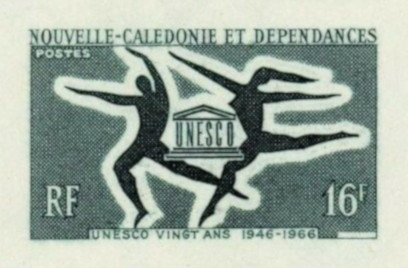 NOUVELLE-CALEDONIE ET DEPENDANCES
POSTES
UNESCO
RF
16F
UNESCO VINGT ANS 1946-1966